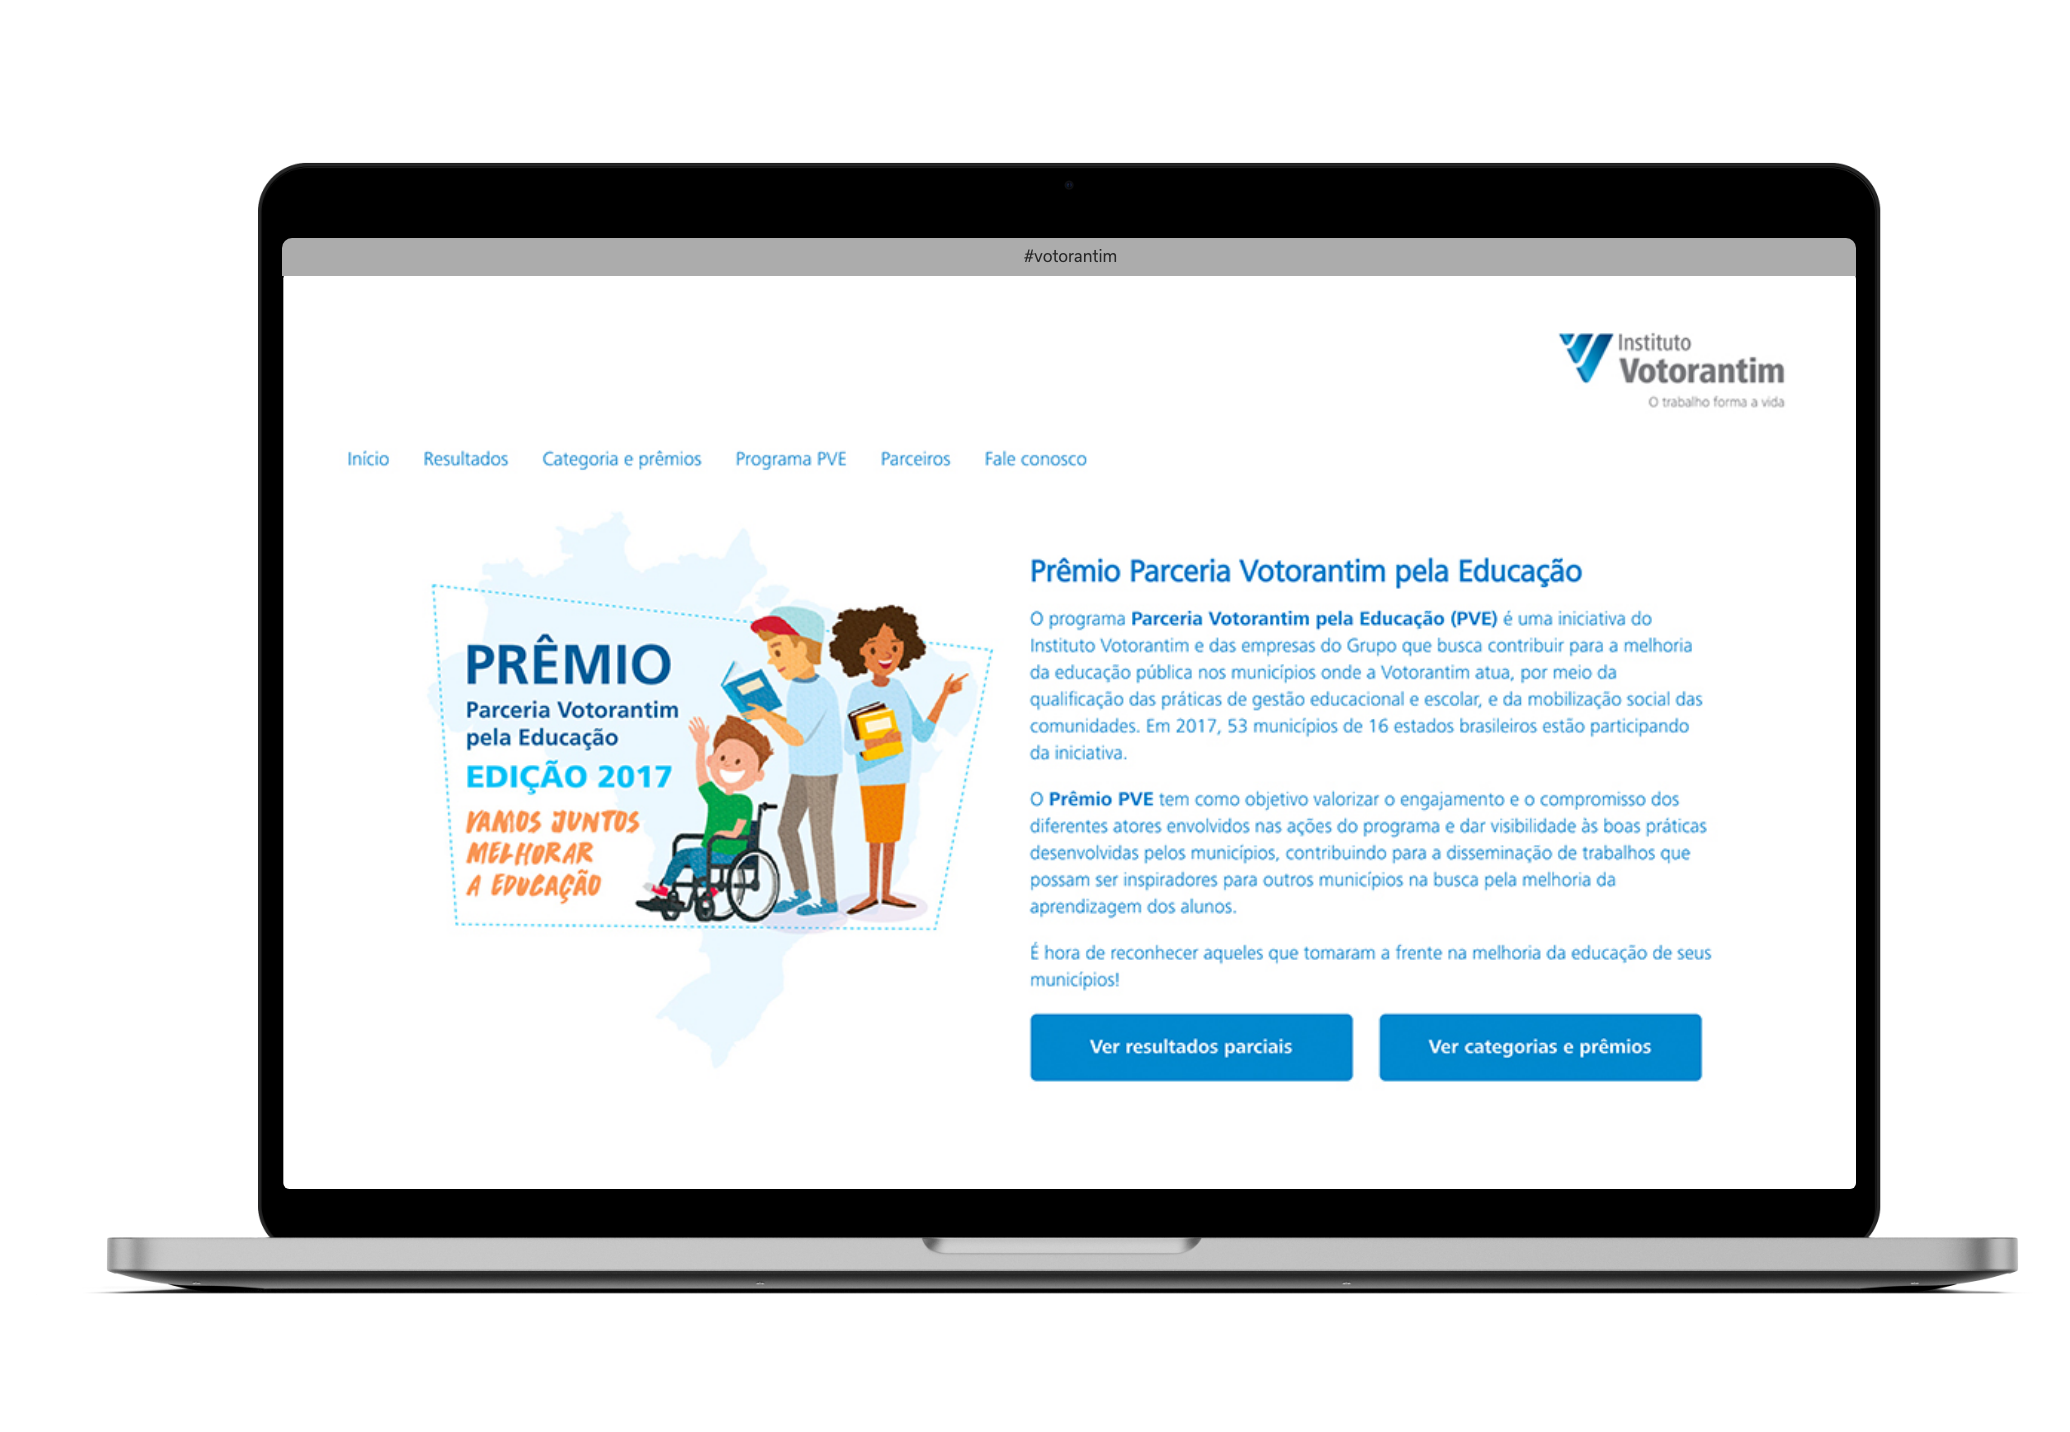 #votorantim
Instituto
Votorantim
O trabalho forma a vida
Início Resultados Categoria e prêmios Programa PVE Parceiros Fale conosco
PRÊMIO
Parceria Votorantim
pela Educação
EDIÇÃO 2017
VAMOS JUNTOS
MELHORAR
A EDUCAÇÃO
Prêmio Parceria Votorantim pela Educação
O programa Parceria Votorantim pela Educação (PVE) é uma iniciativa do
Instituto Votorantim e das empresas do Grupo que busca contribuir para a melhoria
da educação pública nos municípios onde a Votorantim atua, por meio da
qualificação das práticas de gestão educacional e escolar, e da mobilização social das
comunidades. Em 2017, 53 municípios de 16 estados brasileiros estão participando
da iniciativa.
O Prêmio PVE tem como objetivo valorizar o engajamento e o compromisso dos
diferentes atores envolvidos nas ações do programa e dar visibilidade às boas práticas
desenvolvidas pelos municípios, contribuindo para a disseminação de trabalhos que
possam ser inspiradores para outros municípios na busca pela melhoria da
aprendizagem dos alunos.
É hora de reconhecer aqueles que tomaram a frente na melhoria da educação de seus
municípios!
Ver resultados parciais
Ver categorias e prêmios